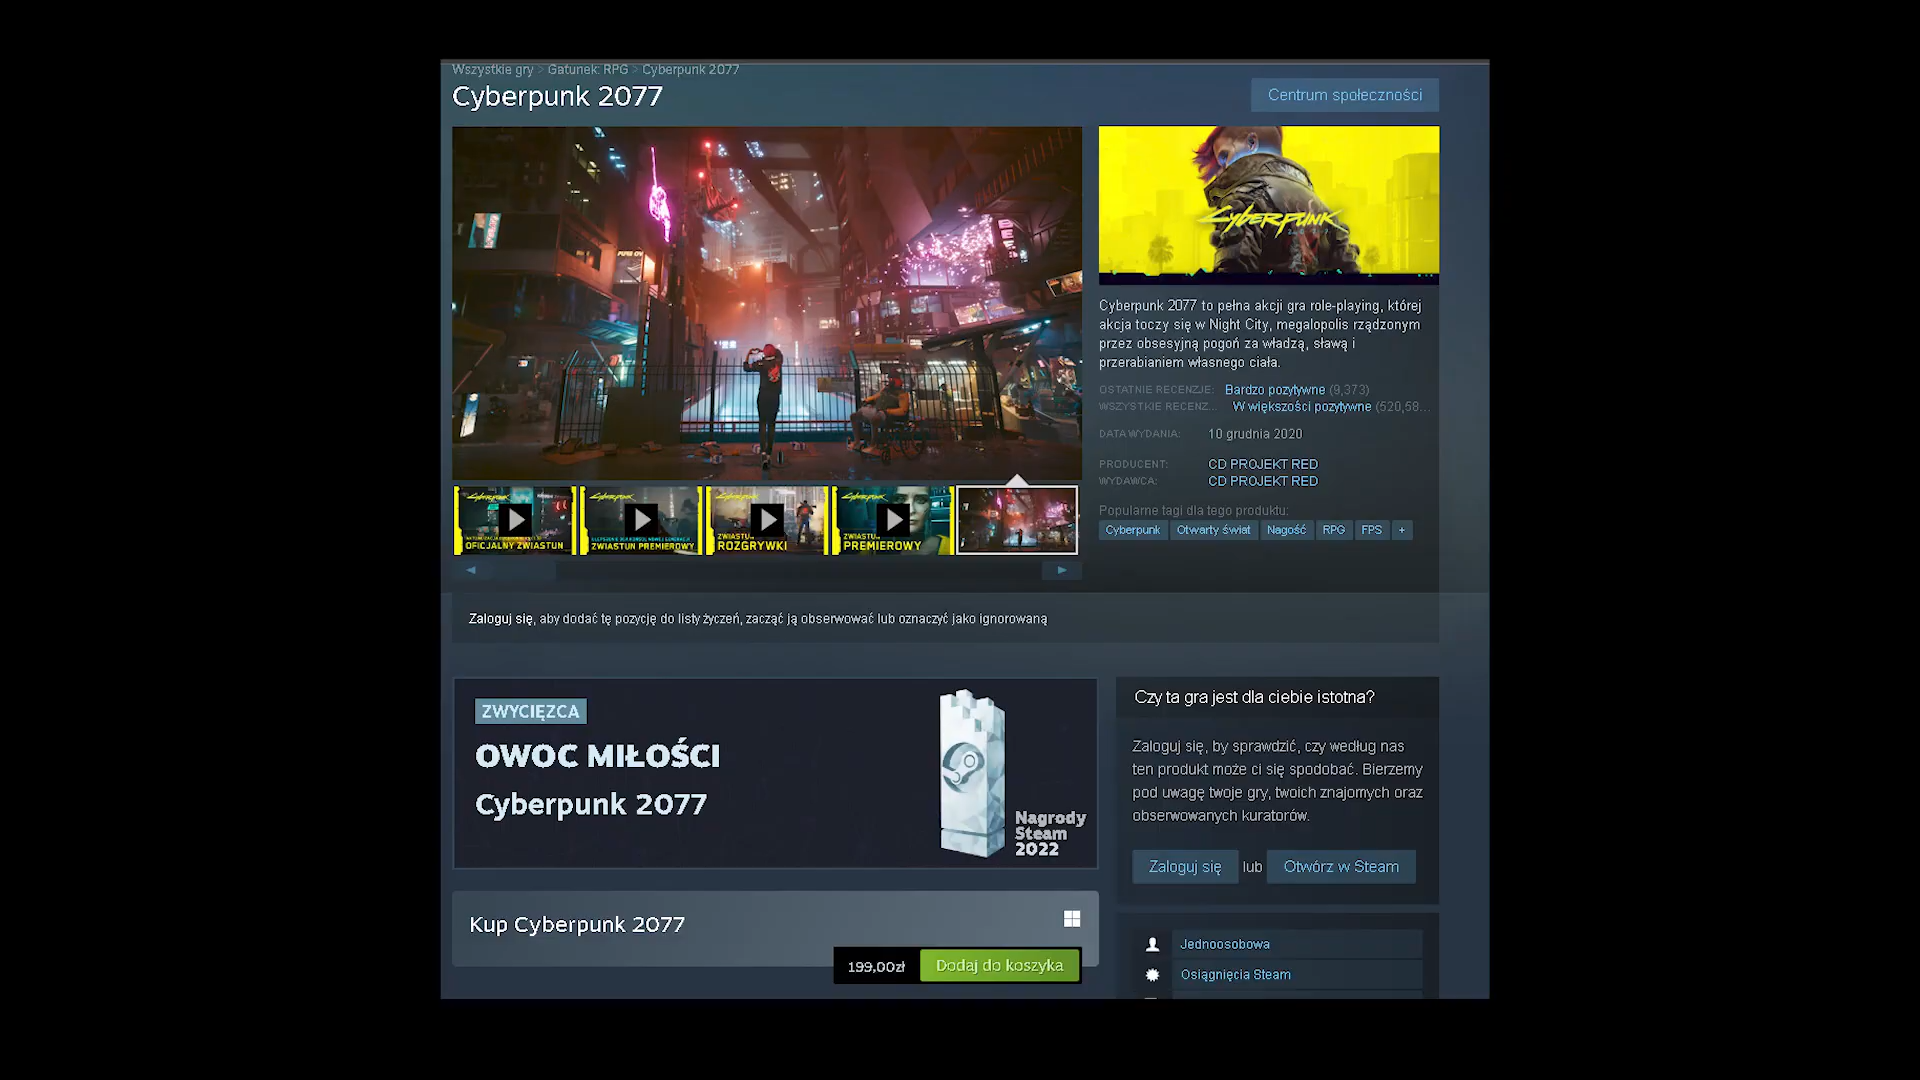 Wszystkie gry > Gatunek: RPG > Cyberpunk 2077
Cyberpunk 2077
Centrum społeczności
CYBERPUNK
Cyberpunk 2077 to pełna akcji gra role-playing, której
akcja toczy się w Night City, megalopolis rządzonym
przez obsesyjną pogoń za władzą, sławą i
przerabianiem własnego ciała.
OSTATNIE RECENZJE: Bardzo pozytywne (9,373)
WSZYSTKIE RECENZ... W większości pozytywne (520,58...
DATA WYDANIA: 10 grudnia 2020
PRODUCENT: CD PROJEKT RED
WYDAWCA: CD PROJEKT RED
Popularne tagi dla tego produktu:
Cyberpunk Otwarty świat Nagość RPG FPS +
OFICJALNY ZWIASTUN
ZWIASTUN PREMIEROWY
ZWIASTUN
ROZGRYWKI
ZWIASTUN
PREMIEROWY
Zaloguj się, aby dodać tę pozycję do listy życzeń, zacząć ją obserwować lub oznaczyć jako ignorowaną
ZWYCIĘZCA
OWOC MIŁOŚCI
Cyberpunk 2077
Nagrody
Steam
2022
Czy ta gra jest dla ciebie istotna?
Zaloguj się, by sprawdzić, czy według nas
ten produkt może ci się spodobać. Bierzemy
pod uwagę twoje gry, twoich znajomych oraz
obserwowanych kuratorów.
Zaloguj się lub Otwórz w Steam
Kup Cyberpunk 2077
199,00zł Dodaj do koszyka
Jednoosobowa
Osiągnięcia Steam